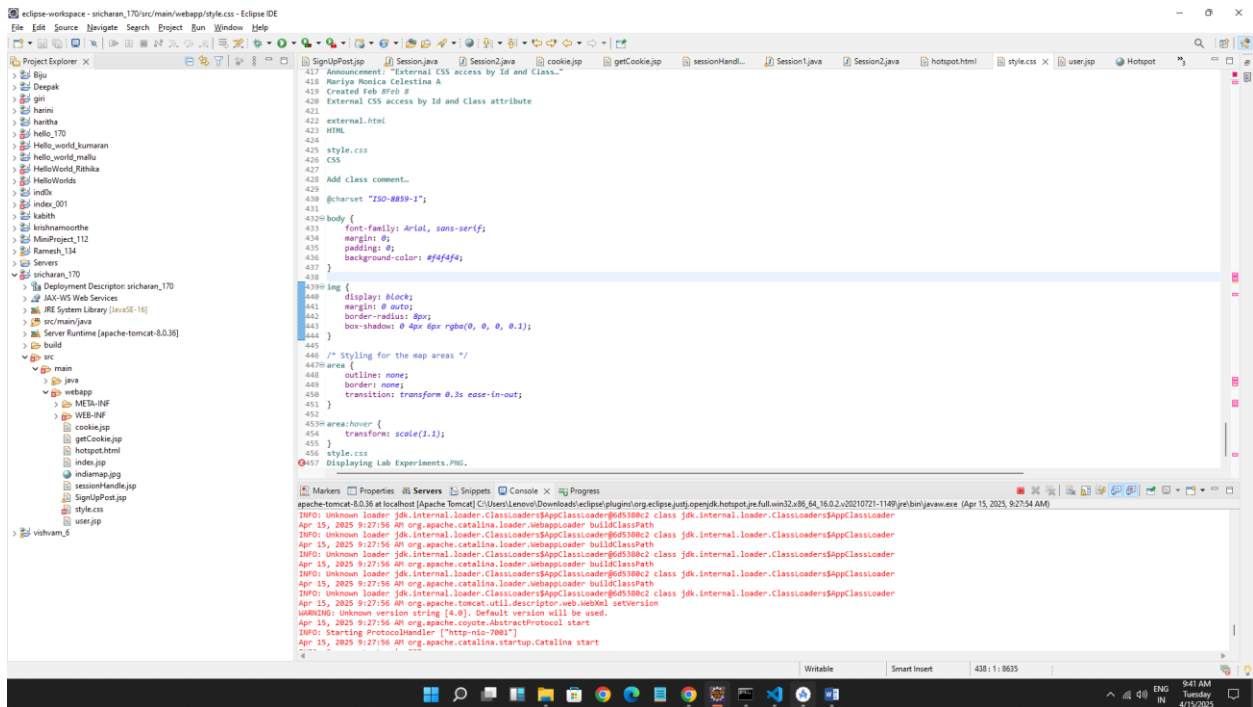 eclipse-workspace - sricharan_170/src/main/webapp/style.css - Eclipse IDE
File Edit Source Navigate Search Project Run Window Help
Project Explorer
Biju
Deepak
giri
harini
haritha
hello_170
Hello_world_kumaran
hello_world_mallu
HelloWorld_Rithika
HelloWorlds
ind0x
index_001
kabith
krishnamoorthe
MiniProject_112
Ramesh_134
Servers
sricharan_170
Deployment Descriptor: sricharan_170
JAX-WS Web Services
JRE System Library [JavaSE-16]
src/main/java
Server Runtime [apache-tomcat-8.0.36]
build
src
main
java
webapp
META-INF
WEB-INF
cookie.jsp
getCookie.jsp
hotspot.html
index.jsp
indiamap.jpg
sessionHandle.jsp
SignUpPost.jsp
style.css
user.jsp
vishvam_6
SignUpPost.jsp Session.java Session2.java cookie.jsp getCookie.jsp sessionHandl... Session1.java Session2.java hotspot.html style.css user.jsp Hotspot
417 Announcement: "External CSS access by Id and Class…"
418 Mariya Monica Celestina A
419 Created Feb 8Feb 8
420 External CSS access by Id and Class attribute
421
422 external.html
423 HTML
424
425 style.css
426 CSS
427
428 Add class comment…
429
430 @charset "ISO-8859-1";
431
432 body {
433 font-family: Arial, sans-serif;
434 margin: 0;
435 padding: 0;
436 background-color: #f4f4f4;
437 }
438
439 img {
440 display: block;
441 margin: 0 auto;
442 border-radius: 8px;
443 box-shadow: 0 4px 6px rgba(0, 0, 0, 0.1);
444 }
445
446 /* Styling for the map areas */
447 area {
448 outline: none;
449 border: none;
450 transition: transform 0.3s ease-in-out;
451 }
452
453 area:hover {
454 transform: scale(1.1);
455 }
456 style.css
457 Displaying Lab Experiments.PNG.
Markers Properties Servers Snippets Console Progress
apache-tomcat-8.0.36 at localhost [Apache Tomcat] C:\Users\Lenovo\Downloads\eclipse\plugins\org.eclipse.justj.openjdk.hotspot.jre.full.win32.x86_64_16.0.2.v20210721-1149\jre\bin\javaw.exe (Apr 15, 2025, 9:27:54 AM)
INFO: Unknown loader jdk.internal.loader.ClassLoaders$AppClassLoader@6d5380c2 class jdk.internal.loader.ClassLoaders$AppClassLoader
Apr 15, 2025 9:27:56 AM org.apache.catalina.loader.WebappLoader buildClassPath
INFO: Unknown loader jdk.internal.loader.ClassLoaders$AppClassLoader@6d5380c2 class jdk.internal.loader.ClassLoaders$AppClassLoader
Apr 15, 2025 9:27:56 AM org.apache.catalina.loader.WebappLoader buildClassPath
INFO: Unknown loader jdk.internal.loader.ClassLoaders$AppClassLoader@6d5380c2 class jdk.internal.loader.ClassLoaders$AppClassLoader
Apr 15, 2025 9:27:56 AM org.apache.catalina.loader.WebappLoader buildClassPath
INFO: Unknown loader jdk.internal.loader.ClassLoaders$AppClassLoader@6d5380c2 class jdk.internal.loader.ClassLoaders$AppClassLoader
Apr 15, 2025 9:27:56 AM org.apache.catalina.loader.WebappLoader buildClassPath
INFO: Unknown loader jdk.internal.loader.ClassLoaders$AppClassLoader@6d5380c2 class jdk.internal.loader.ClassLoaders$AppClassLoader
Apr 15, 2025 9:27:56 AM org.apache.tomcat.util.descriptor.web.WebXml setVersion
WARNING: Unknown version string [4.0]. Default version will be used.
Apr 15, 2025 9:27:56 AM org.apache.coyote.AbstractProtocol start
INFO: Starting ProtocolHandler ["http-nio-7001"]
Apr 15, 2025 9:27:56 AM org.apache.catalina.startup.Catalina start
Writable Smart Insert 438 : 1 : 8635
ENG
IN
9:41 AM
Tuesday
4/15/2025